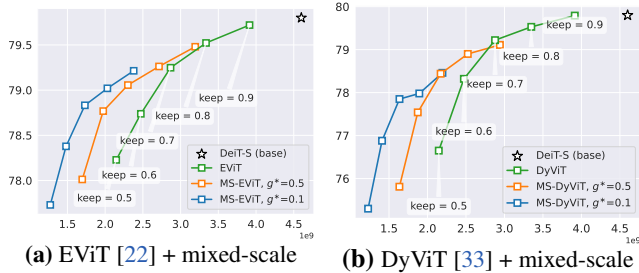 79.5
79.0
78.5
78.0
keep = 0.9
keep = 0.8
keep = 0.7
keep = 0.6
keep = 0.5
DeiT-S (base)
EViT
MS-EViT, g*=0.5
MS-EViT, g*=0.1
1.5 2.0 2.5 3.0 3.5 4.0 4.5
1e9
(a) EViT [22] + mixed-scale
80
79
78
77
76
keep = 0.9
keep = 0.8
keep = 0.7
keep = 0.6
keep = 0.5
DeiT-S (base)
DyViT
MS-DyViT, g*=0.5
MS-DyViT, g*=0.1
1.5 2.0 2.5 3.0 3.5 4.0 4.5
1e9
(b) DyViT [33] + mixed-scale